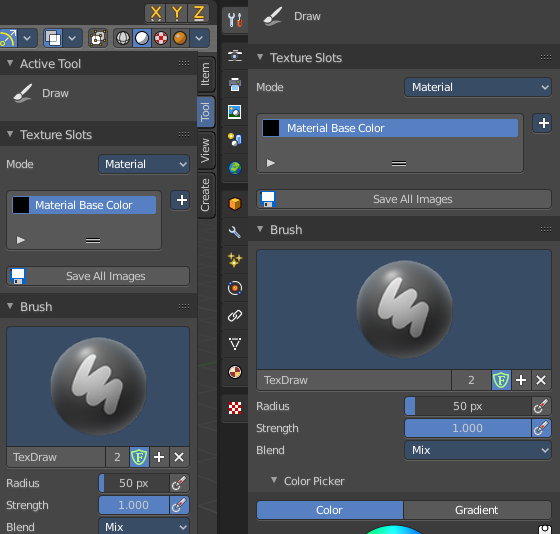 X Y Z
Active Tool
Draw
Texture Slots
Mode Material
Material Base Color
Save All Images
Brush
TexDraw 2 F
Radius 50 px
Strength 1.000
Blend Mix
Item
Tool
View
Create
Draw
Texture Slots
Mode Material
Material Base Color
Save All Images
Brush
TexDraw 2 F
Radius 50 px
Strength 1.000
Blend Mix
Color Picker
Color Gradient